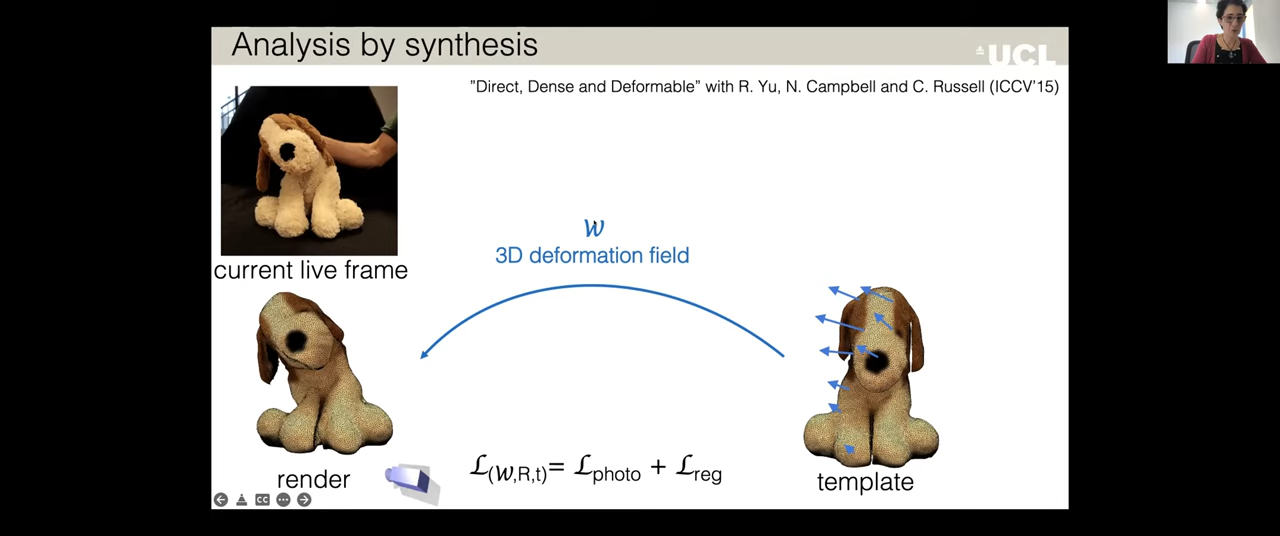 Analysis by synthesis
UCL
"Direct, Dense and Deformable" with R. Yu, N. Campbell and C. Russell (ICCV'15)
current live frame
𝒲
3D deformation field
render
ℒ(𝒲,R,t)= ℒphoto + ℒreg
template
CC